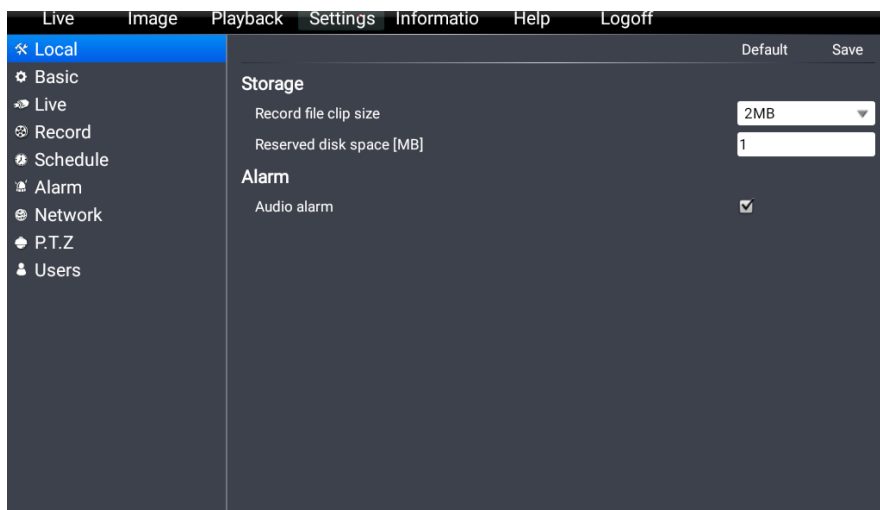 Live Image Playback Settings Informatio Help Logoff
Local
Basic
Live
Record
Schedule
Alarm
Network
P.T.Z
Users
Default Save
Storage
Record file clip size 2MB
Reserved disk space [MB] 1
Alarm
Audio alarm